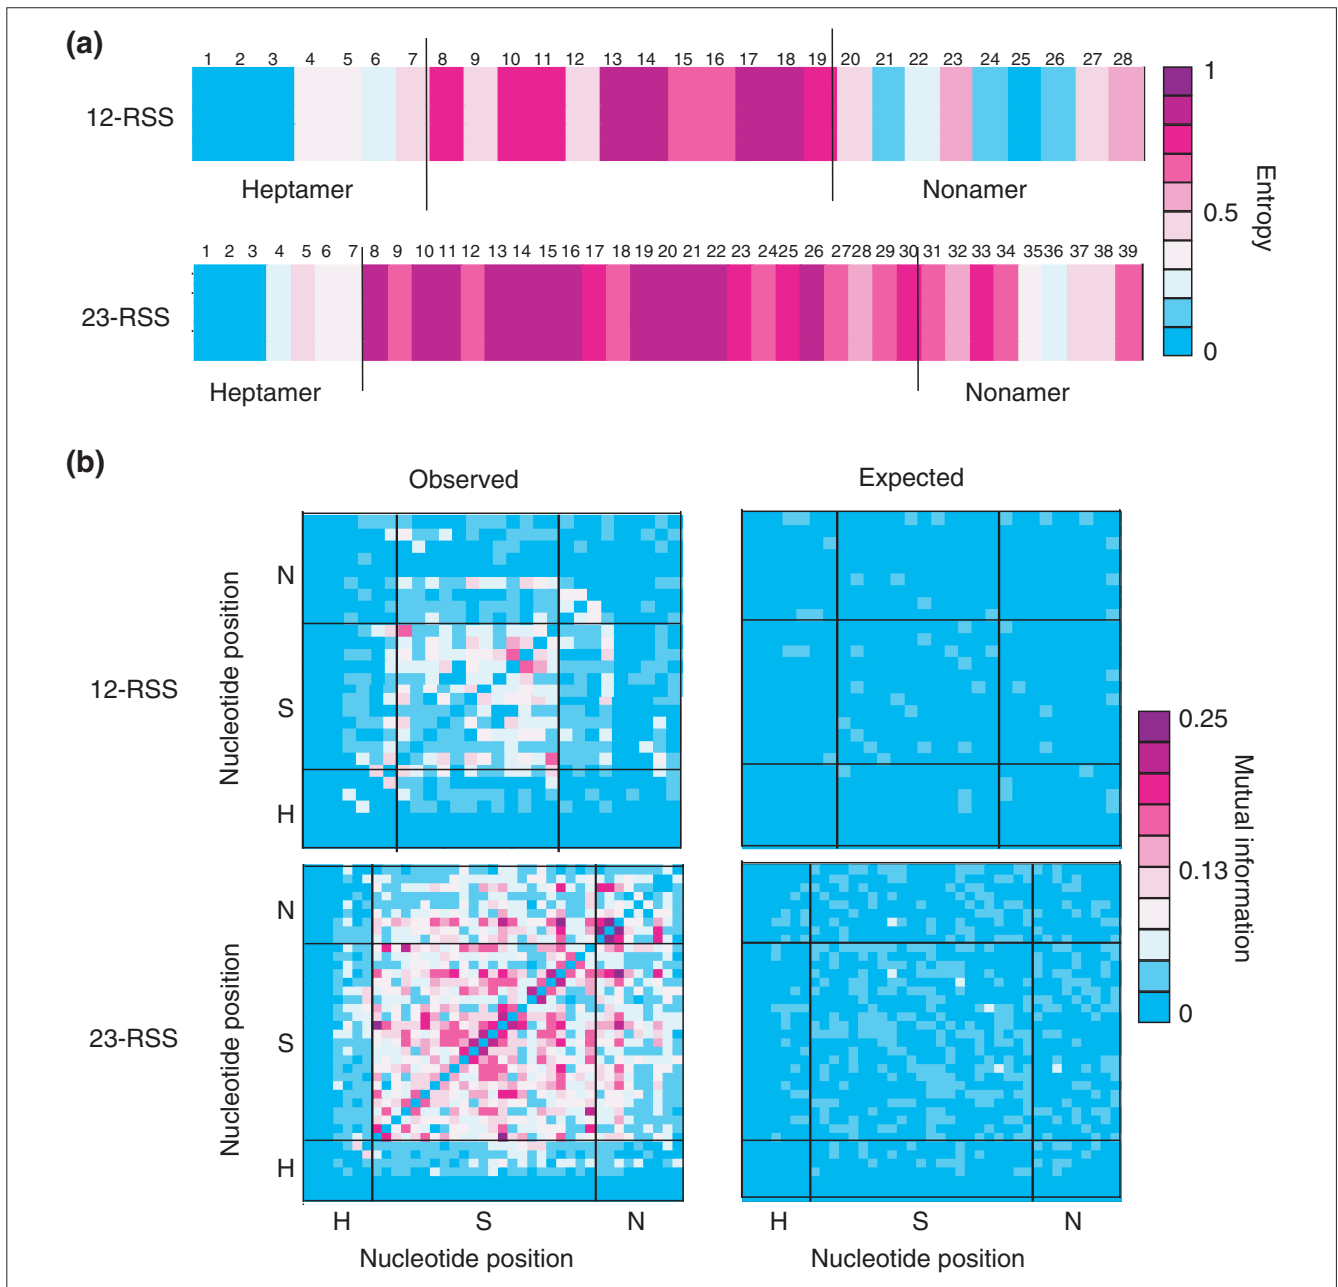 (a)
1 2 3 4 5 6 7 8 9 10 11 12 13 14 15 16 17 18 19 20 21 22 23 24 25 26 27 28
12-RSS
Heptamer Nonamer
1 2 3 4 5 6 7 8 9 10 11 12 13 14 15 16 17 18 19 20 21 22 23 24 25 26 27 28 29 30 31 32 33 34 35 36 37 38 39
23-RSS
Heptamer Nonamer
1
0.5
0
Entropy
(b)
Observed Expected
12-RSS
Nucleotide position
N
S
H
23-RSS
Nucleotide position
N
S
H
H S N H S N
Nucleotide position Nucleotide position
0.25
0.13
0
Mutual information